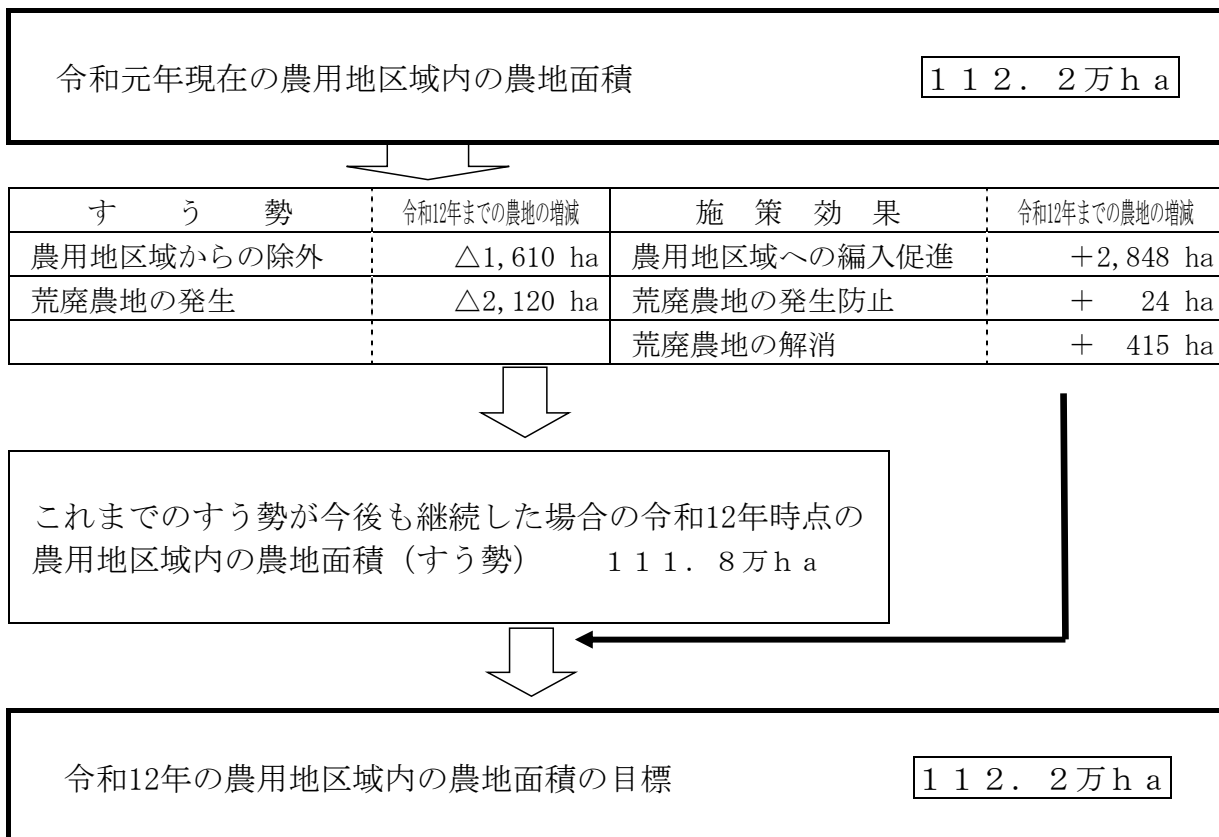 令和元年現在の農用地区域内の農地面積　１１２．２万ｈａ
す　う　勢　令和12年までの農地の増減　施　策　効　果　令和12年までの農地の増減
農用地区域からの除外　△1,610 ha　農用地区域への編入促進　＋2,848 ha
荒廃農地の発生　△2,120 ha　荒廃農地の発生防止　＋　24 ha
荒廃農地の解消　＋　415 ha
これまでのすう勢が今後も継続した場合の令和12年時点の
農用地区域内の農地面積（すう勢）　１１１．８万ｈａ
令和12年の農用地区域内の農地面積の目標　１１２．２万ｈａ